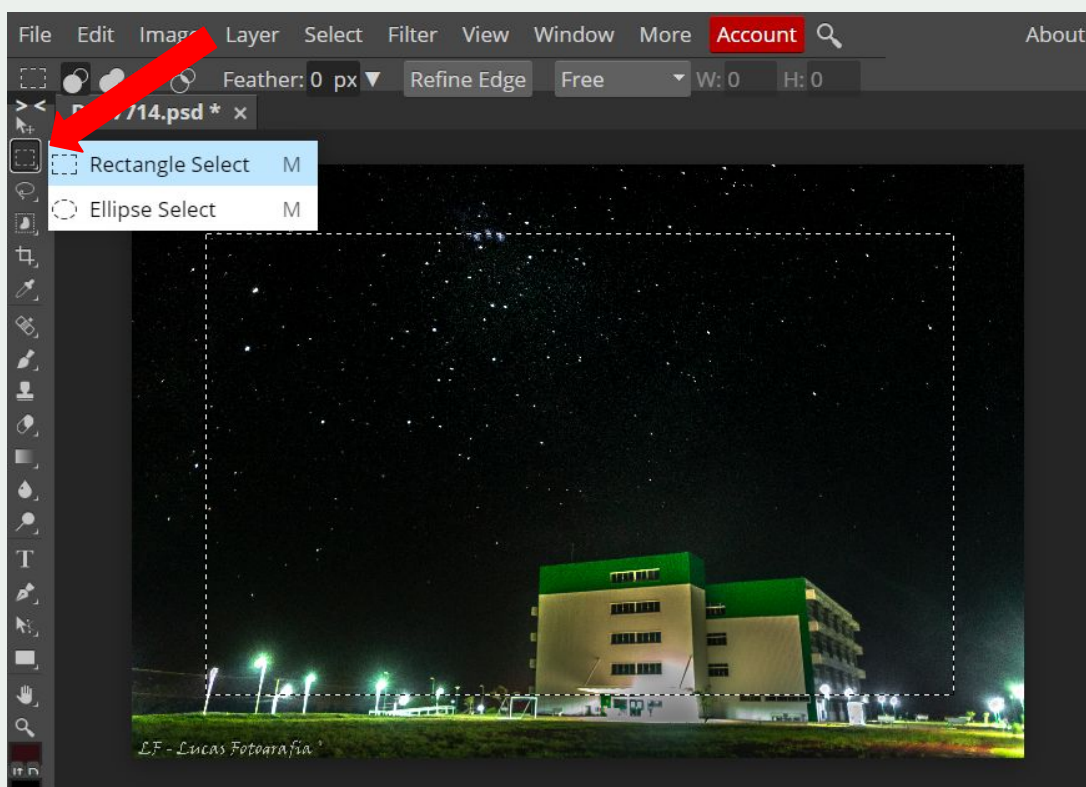 File Edit Image Layer Select Filter View Window More Account About
Feather: 0 px ▼ Refine Edge Free W: 0 H: 0
714.psd * ×
Rectangle Select M
Ellipse Select M
T
LF - Lucas Fotografia